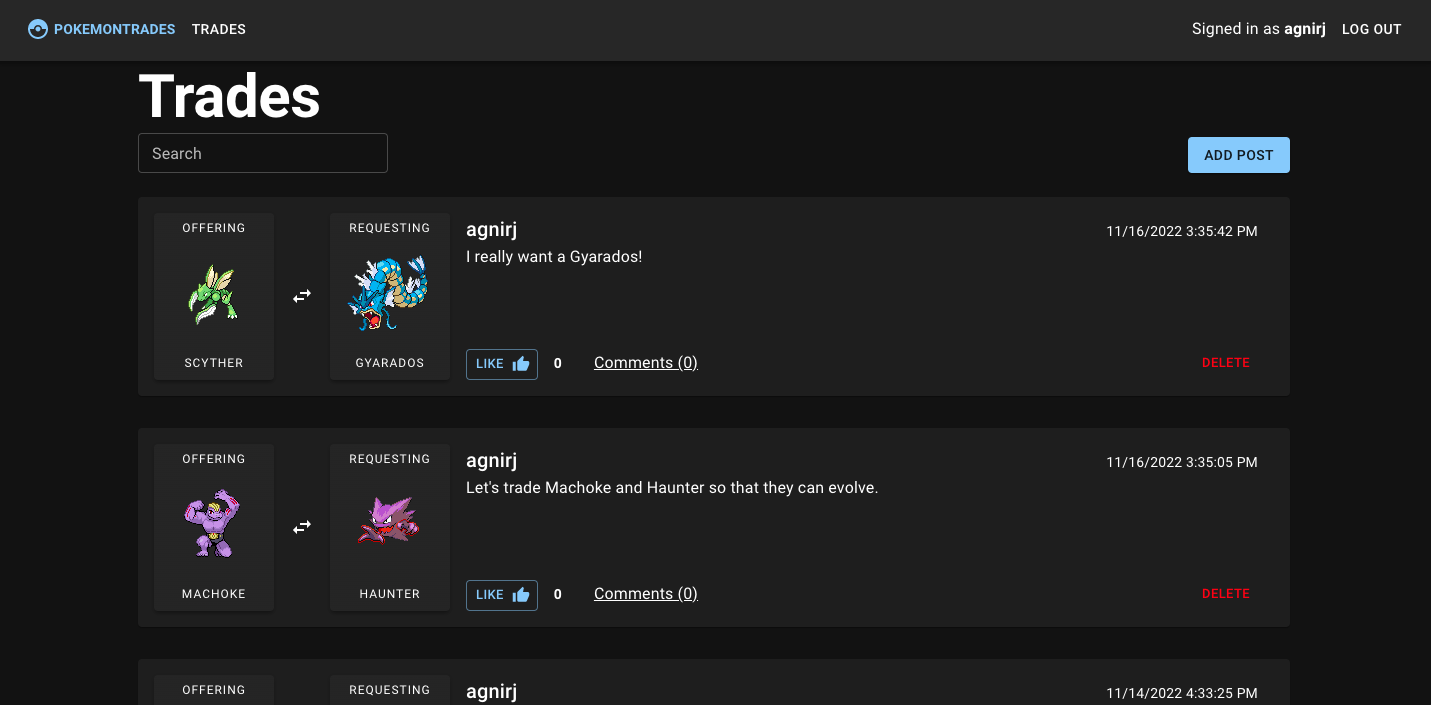 POKEMONTRADES TRADES Signed in as agnirj LOG OUT
Trades
Search
ADD POST
OFFERING REQUESTING agnirj 11/16/2022 3:35:42 PM
I really want a Gyarados!
SCYTHER GYARADOS LIKE 0 Comments (0) DELETE
OFFERING REQUESTING agnirj 11/16/2022 3:35:05 PM
Let's trade Machoke and Haunter so that they can evolve.
MACHOKE HAUNTER LIKE 0 Comments (0) DELETE
OFFERING REQUESTING agnirj 11/14/2022 4:33:25 PM